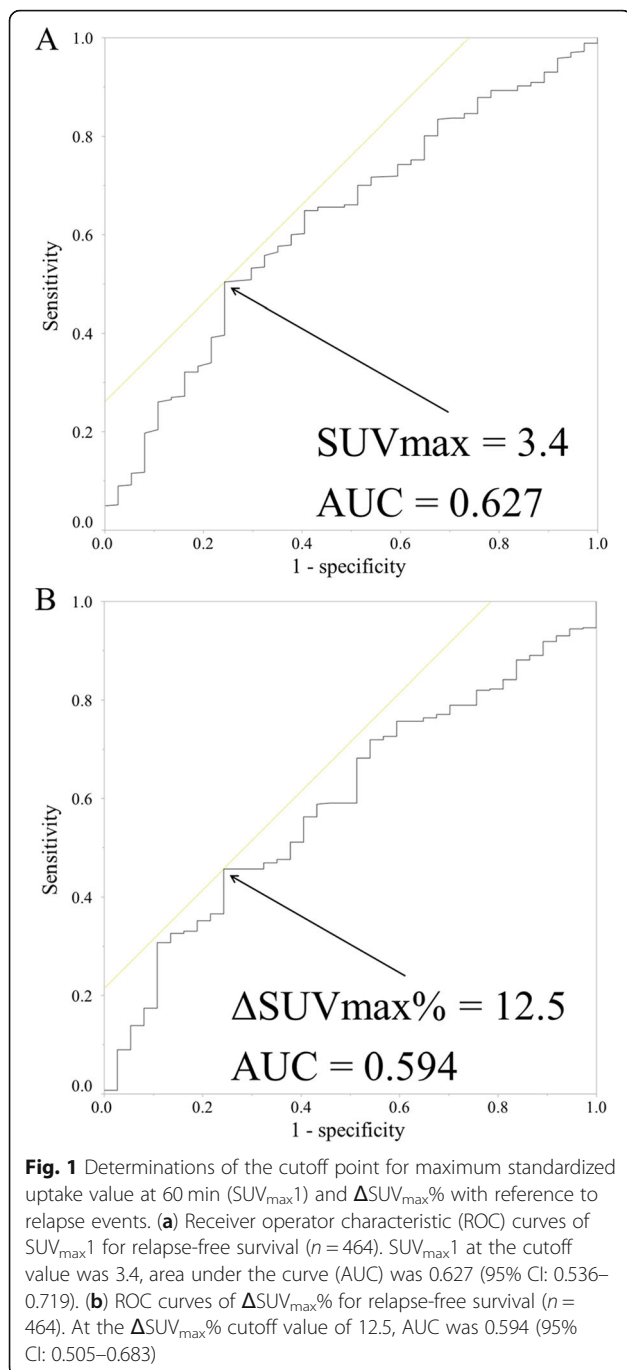 A
1.0
0.8
0.6
0.4
0.2
0.0
Sensitivity
SUVmax = 3.4
AUC = 0.627
0.0 0.2 0.4 0.6 0.8 1.0
1 - specificity
B
1.0
0.8
0.6
0.4
0.2
0.0
Sensitivity
ΔSUVmax% = 12.5
AUC = 0.594
0.0 0.2 0.4 0.6 0.8 1.0
1 - specificity
Fig. 1 Determinations of the cutoff point for maximum standardized
uptake value at 60 min (SUVmax1) and ΔSUVmax% with reference to
relapse events. (a) Receiver operator characteristic (ROC) curves of
SUVmax1 for relapse-free survival (n = 464). SUVmax1 at the cutoff
value was 3.4, area under the curve (AUC) was 0.627 (95% CI: 0.536–
0.719). (b) ROC curves of ΔSUVmax% for relapse-free survival (n =
464). At the ΔSUVmax% cutoff value of 12.5, AUC was 0.594 (95%
CI: 0.505–0.683)